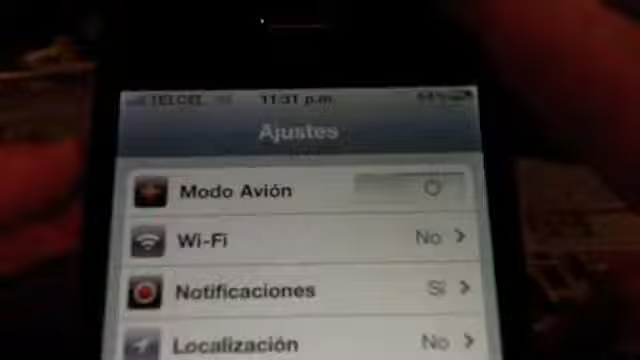 TELCEL 11:31 p.m.
Ajustes
Modo Avión
Wi-Fi No
Notificaciones Sí
Localización No